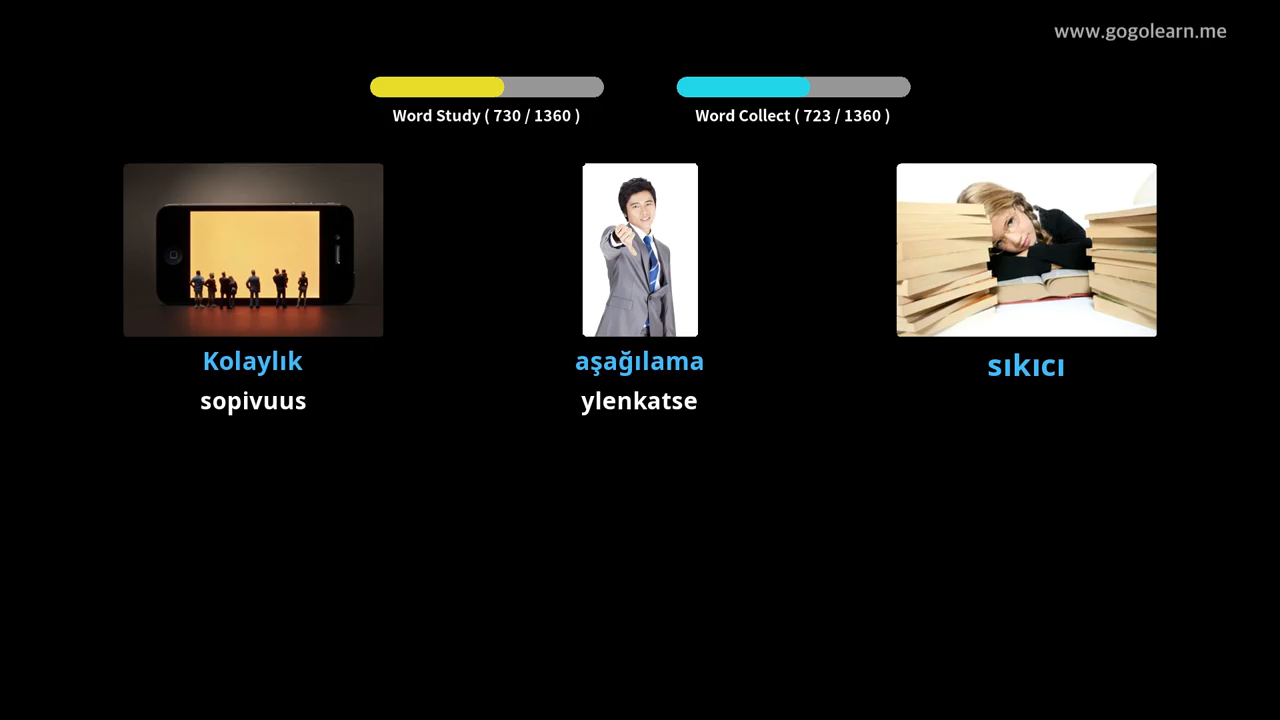 www.gogolearn.me
Word Study ( 730 / 1360 )
Word Collect ( 723 / 1360 )
Kolaylık
sopivuus
aşağılama
ylenkatse
sıkıcı